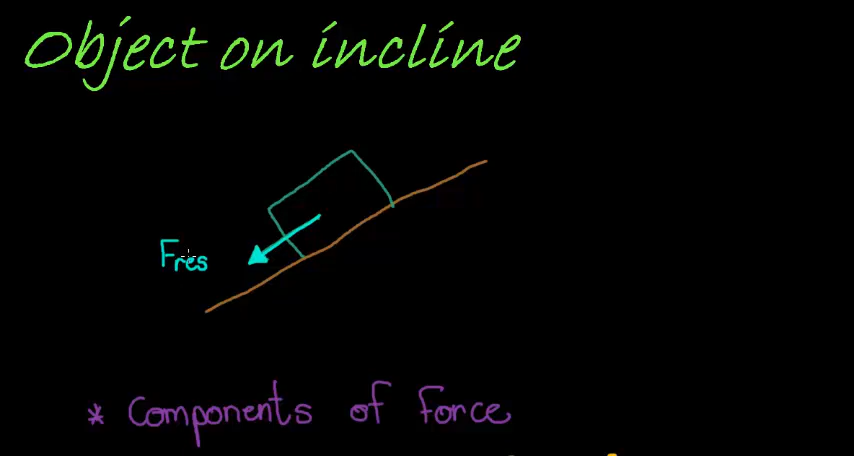 Object on incline
Fres
* Components of force